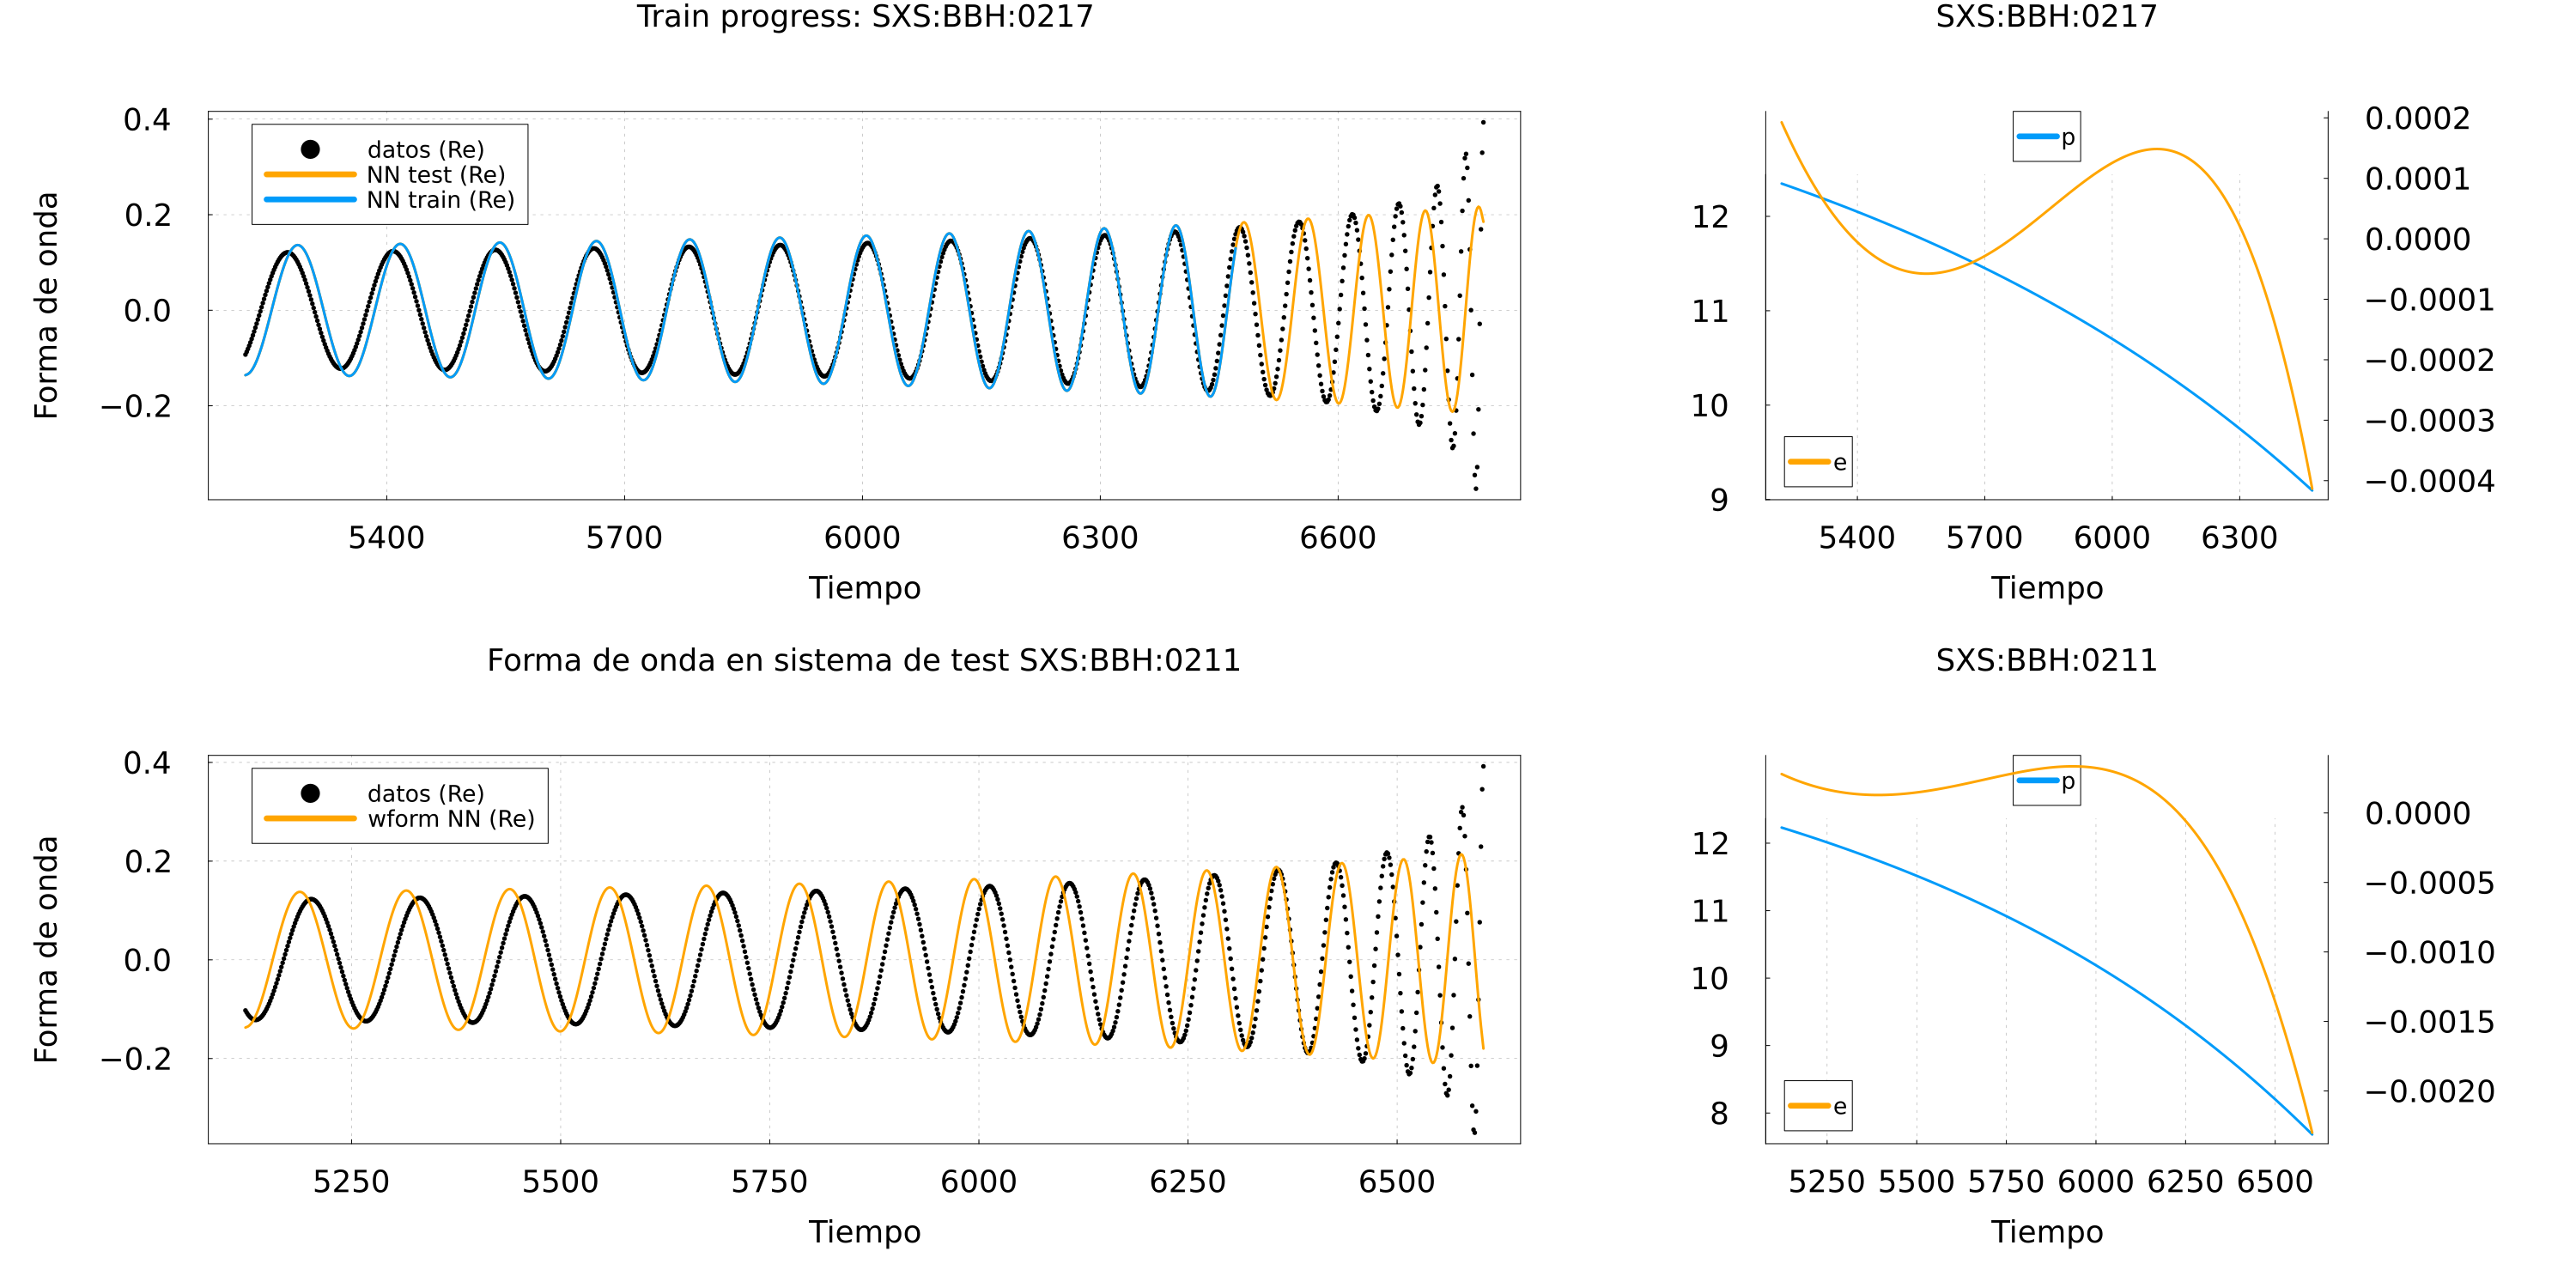 Train progress: SXS:BBH:0217
Forma de onda
0.4
0.2
0.0
−0.2
datos (Re)
NN test (Re)
NN train (Re)
5400 5700 6000 6300 6600
Tiempo
SXS:BBH:0217
12
11
10
9
p
e
0.0002
0.0001
0.0000
−0.0001
−0.0002
−0.0003
−0.0004
5400 5700 6000 6300
Tiempo
Forma de onda en sistema de test SXS:BBH:0211
Forma de onda
0.4
0.2
0.0
−0.2
datos (Re)
wform NN (Re)
5250 5500 5750 6000 6250 6500
Tiempo
SXS:BBH:0211
12
11
10
9
8
p
e
0.0000
−0.0005
−0.0010
−0.0015
−0.0020
5250 5500 5750 6000 6250 6500
Tiempo